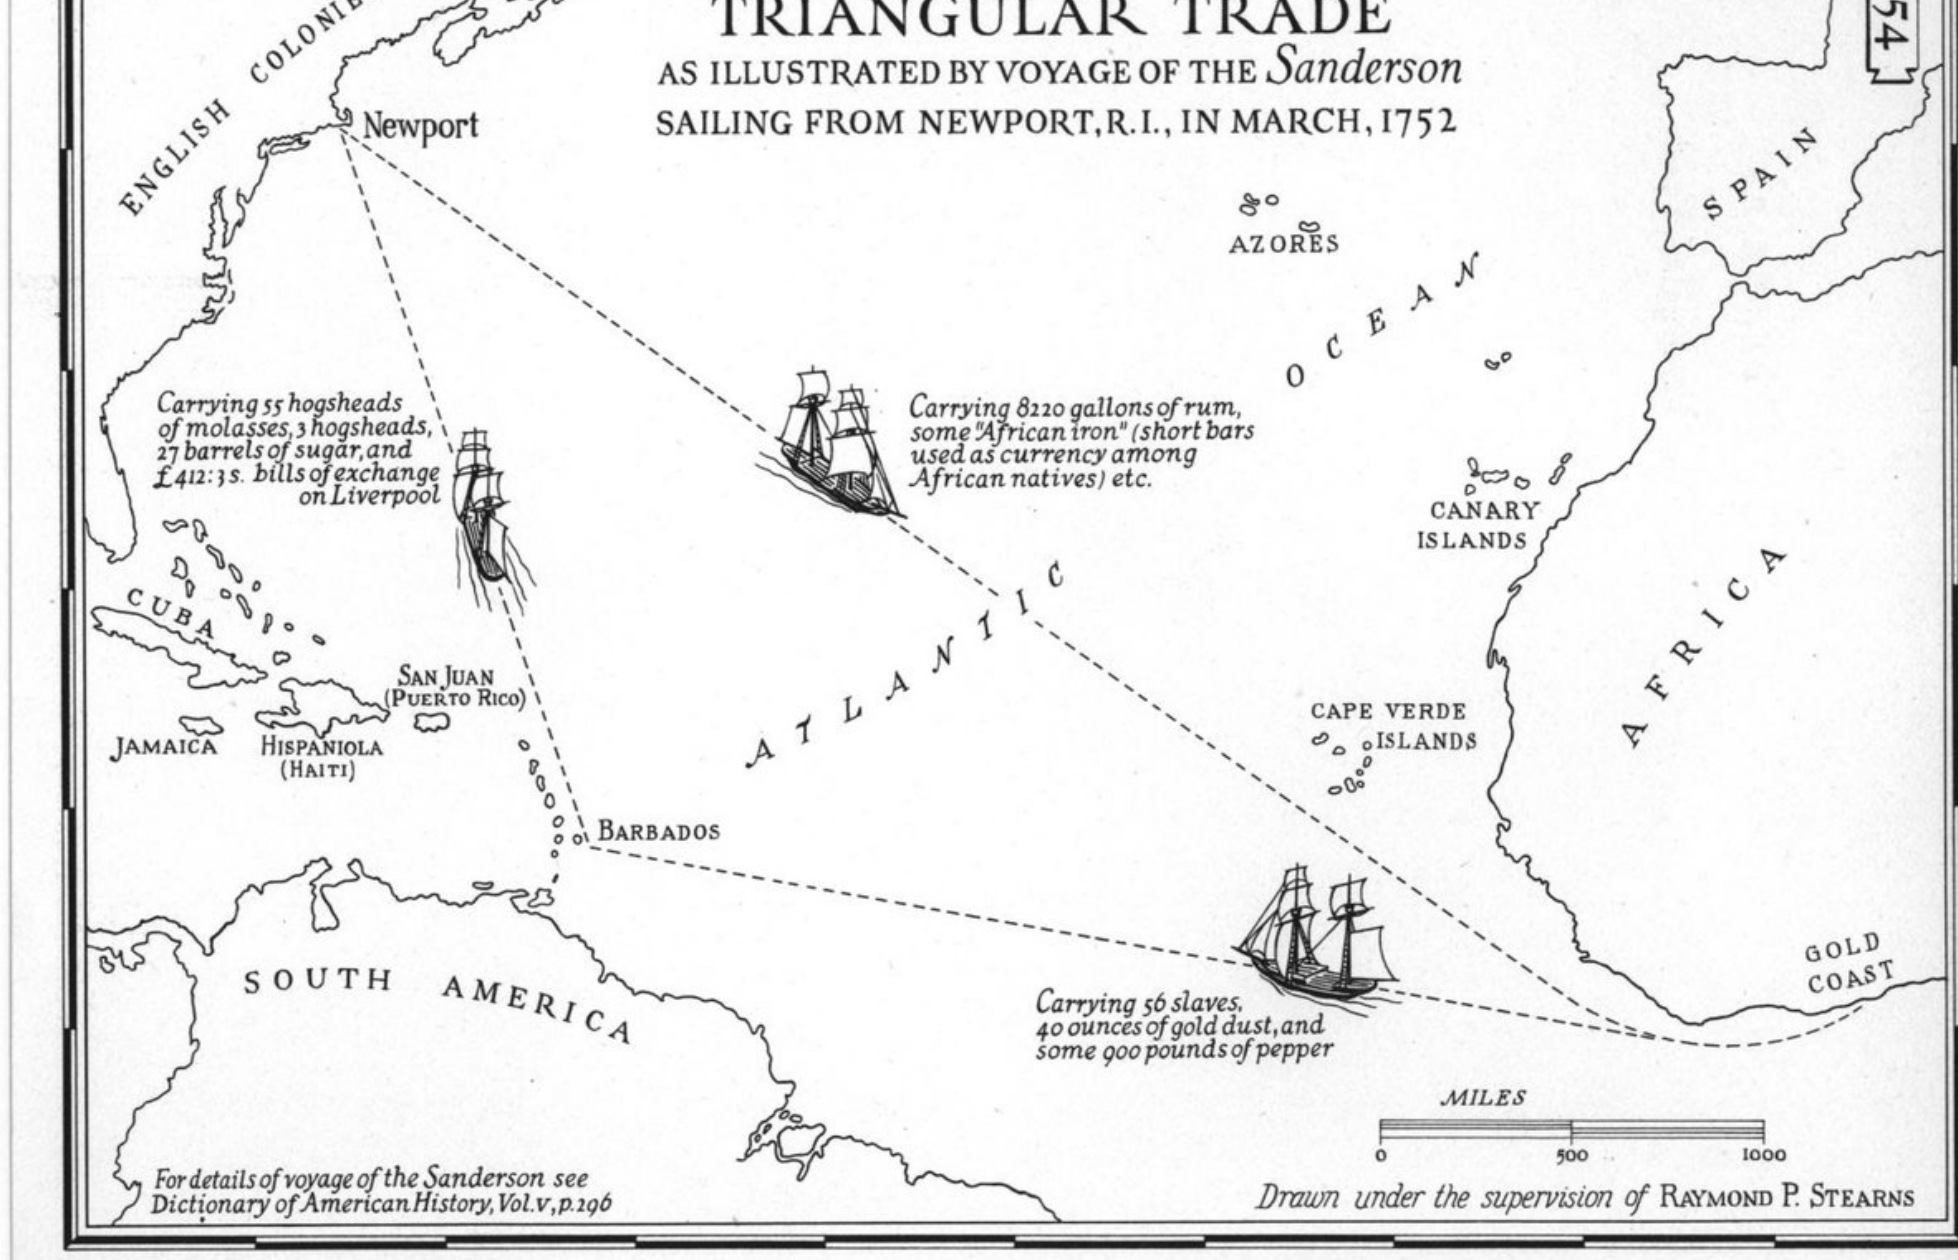 TRIANGULAR TRADE
AS ILLUSTRATED BY VOYAGE OF THE Sanderson
SAILING FROM NEWPORT, R.I., IN MARCH, 1752
54
ENGLISH COLONIE
Newport
SPAIN
AZORES
ATLANTIC OCEAN
Carrying 55 hogsheads
of molasses, 3 hogsheads,
27 barrels of sugar, and
£412:3s. bills of exchange
on Liverpool
Carrying 8220 gallons of rum,
some "African iron" (short bars
used as currency among
African natives) etc.
CANARY
ISLANDS
AFRICA
CUBA
SAN JUAN
(PUERTO RICO)
JAMAICA
HISPANIOLA
(HAITI)
CAPE VERDE
ISLANDS
BARBADOS
GOLD
COAST
SOUTH AMERICA
Carrying 56 slaves,
40 ounces of gold dust, and
some 900 pounds of pepper
MILES
0 500 1000
For details of voyage of the Sanderson see
Dictionary of American History, Vol. V, p. 296
Drawn under the supervision of RAYMOND P. STEARNS